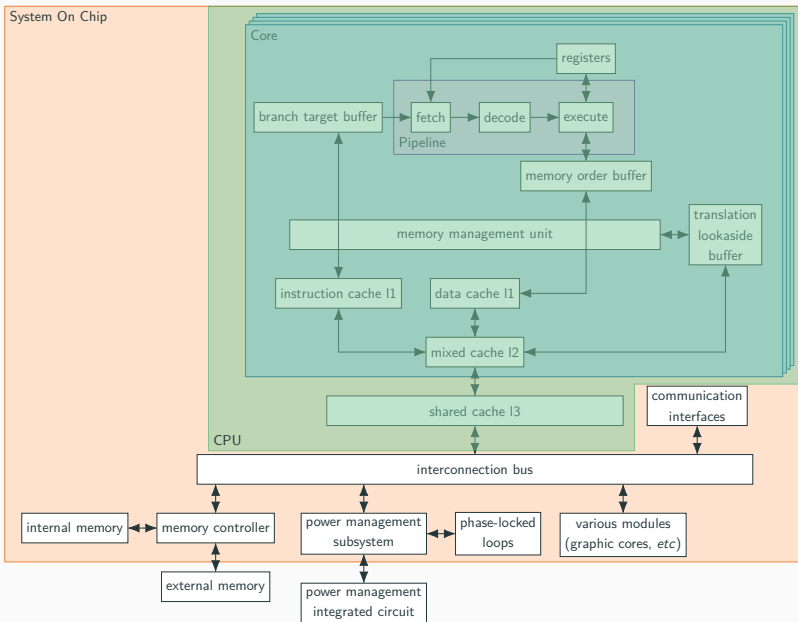 System On Chip
Core
registers
branch target buffer
fetch
decode
execute
Pipeline
memory order buffer
translation
lookaside
buffer
memory management unit
instruction cache l1
data cache l1
mixed cache l2
communication
interfaces
shared cache l3
CPU
interconnection bus
internal memory
memory controller
power management
subsystem
phase-locked
loops
various modules
(graphic cores, etc)
external memory
power management
integrated circuit